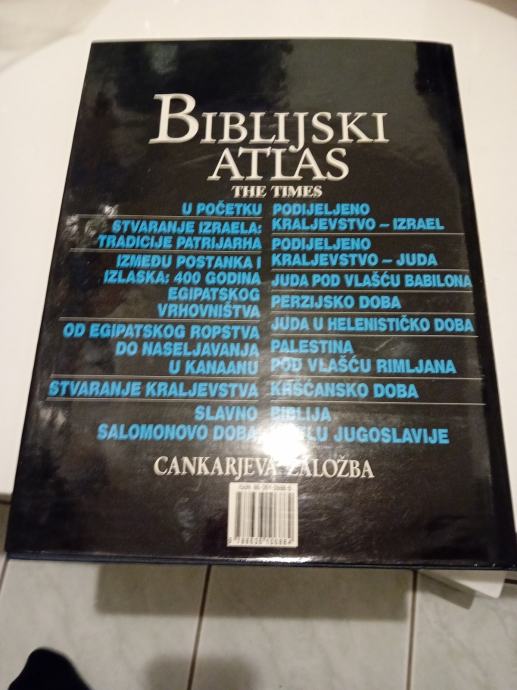 BIBLIJSKI
ATLAS
THE TIMES
U POČETKU
STVARANJE IZRAELA:
TRADICIJE PATRIJARHA
IZMEĐU POSTANKA I
IZLASKA: 400 GODINA
EGIPATSKOG
VRHOVNIŠTVA
OD EGIPATSKOG ROPSTVA
DO NASELJAVANJA
U KANAANU
STVARANJE KRALJEVSTVA
SLAVNO
SALOMONOVO DOBA
PODIJELJENO
KRALJEVSTVO – IZRAEL
PODIJELJENO
KRALJEVSTVO – JUDA
JUDA POD VLAŠĆU BABILONA
PERZIJSKO DOBA
JUDA U HELENISTIČKO DOBA
PALESTINA
POD VLAŠĆU RIMLJANA
KRŠĆANSKO DOBA
BIBLIJA
JUGOSLAVIJE
CANKARJEVA ZALOŽBA